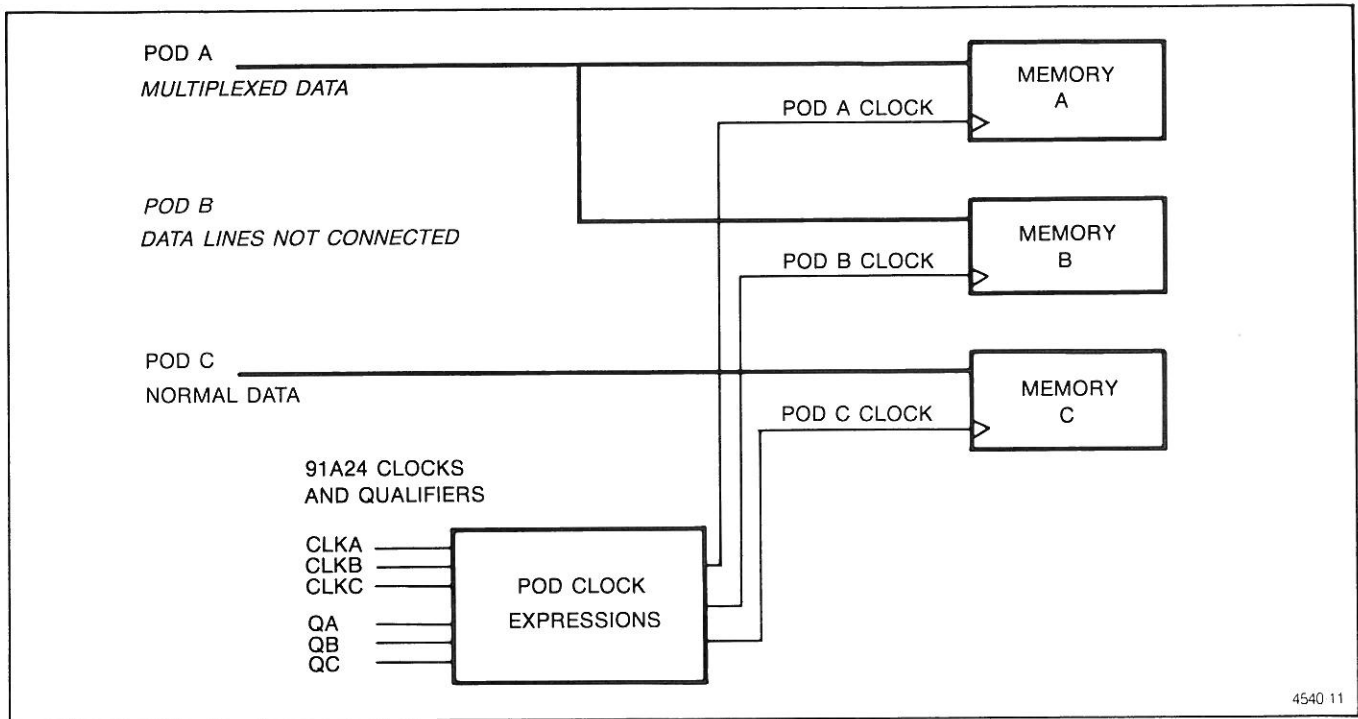 POD A
MULTIPLEXED DATA
MEMORY
A
POD A CLOCK
POD B
DATA LINES NOT CONNECTED
MEMORY
B
POD B CLOCK
POD C
NORMAL DATA
MEMORY
C
POD C CLOCK
91A24 CLOCKS
AND QUALIFIERS
CLKA
CLKB
CLKC
QA
QB
QC
POD CLOCK
EXPRESSIONS
4540-11